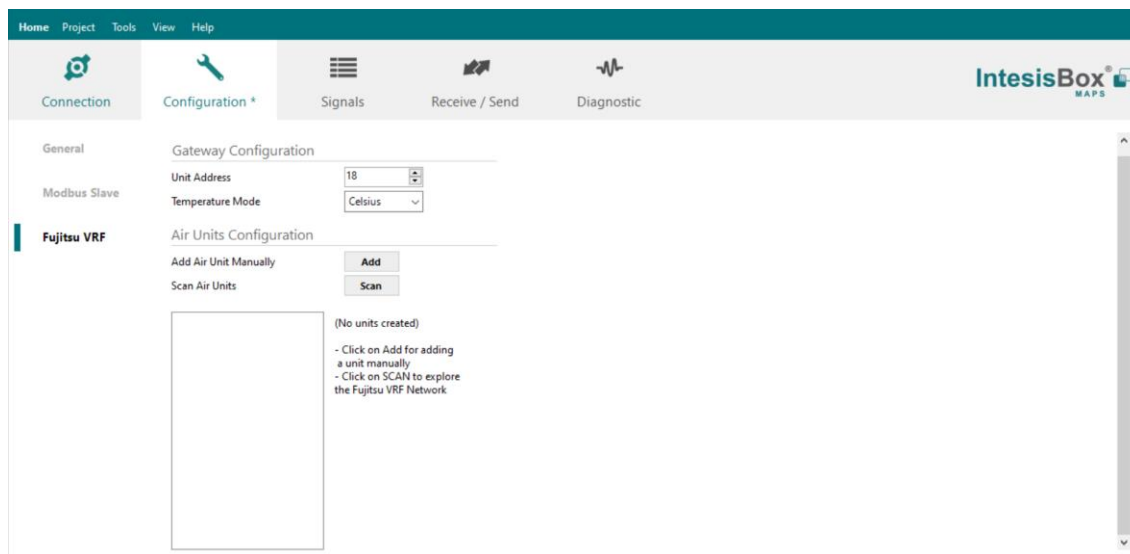 Home Project Tools View Help
Connection
Configuration *
Signals
Receive / Send
Diagnostic
IntesisBox®
MAPS
General
Modbus Slave
Fujitsu VRF
Gateway Configuration
Unit Address 18
Temperature Mode Celsius
Air Units Configuration
Add Air Unit Manually Add
Scan Air Units Scan
(No units created)
- Click on Add for adding
a unit manually
- Click on SCAN to explore
the Fujitsu VRF Network